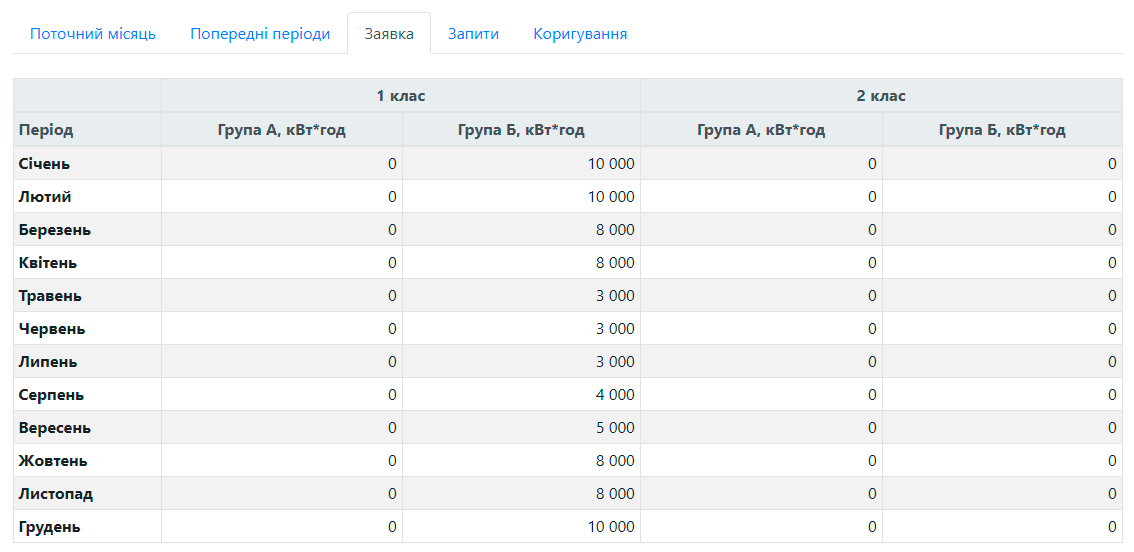 Поточний місяць Попередні періоди Заявка Запити Коригування
1 клас 2 клас
Період Група А, кВт*год Група Б, кВт*год Група А, кВт*год Група Б, кВт*год
Січень 0 10 000 0 0
Лютий 0 10 000 0 0
Березень 0 8 000 0 0
Квітень 0 8 000 0 0
Травень 0 3 000 0 0
Червень 0 3 000 0 0
Липень 0 3 000 0 0
Серпень 0 4 000 0 0
Вересень 0 5 000 0 0
Жовтень 0 8 000 0 0
Листопад 0 8 000 0 0
Грудень 0 10 000 0 0